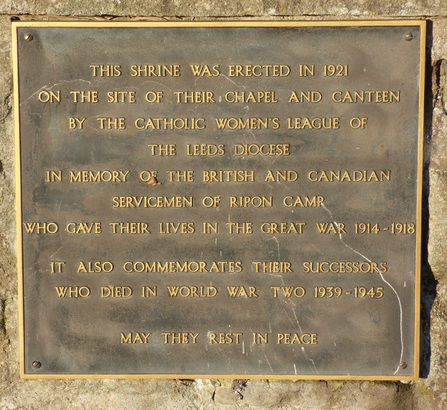 THIS SHRINE WAS ERECTED IN 1921
ON THE SITE OF THEIR CHAPEL AND CANTEEN
BY THE CATHOLIC WOMEN'S LEAGUE OF
THE LEEDS DIOCESE
IN MEMORY OF THE BRITISH AND CANADIAN
SERVICEMEN OF RIPON CAMP
WHO GAVE THEIR LIVES IN THE GREAT WAR 1914-1918
IT ALSO COMMEMORATES THEIR SUCCESSORS
WHO DIED IN WORLD WAR TWO 1939-1945
MAY THEY REST IN PEACE